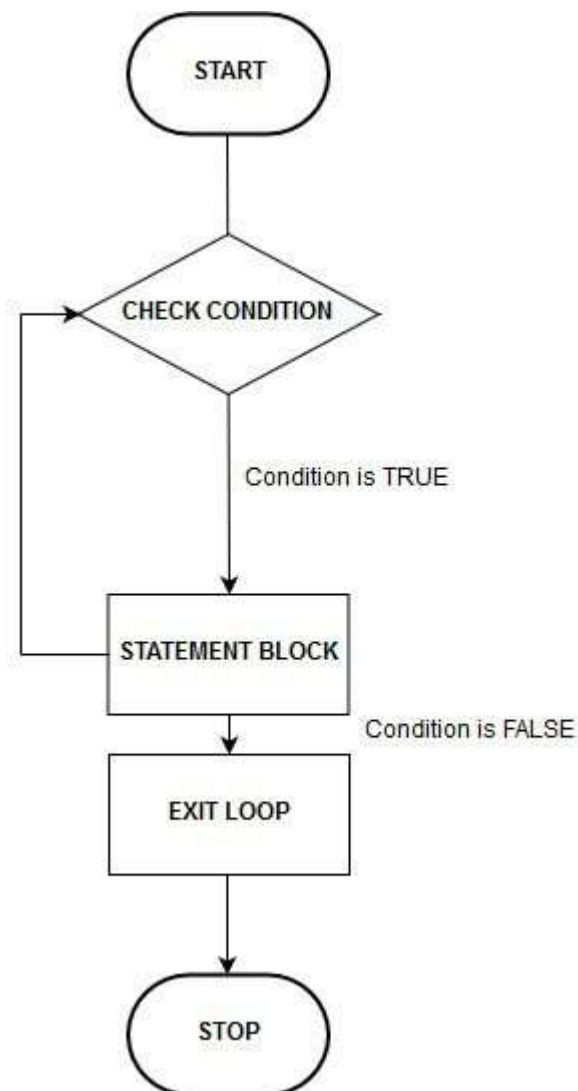 START
CHECK CONDITION
Condition is TRUE
STATEMENT BLOCK
Condition is FALSE
EXIT LOOP
STOP